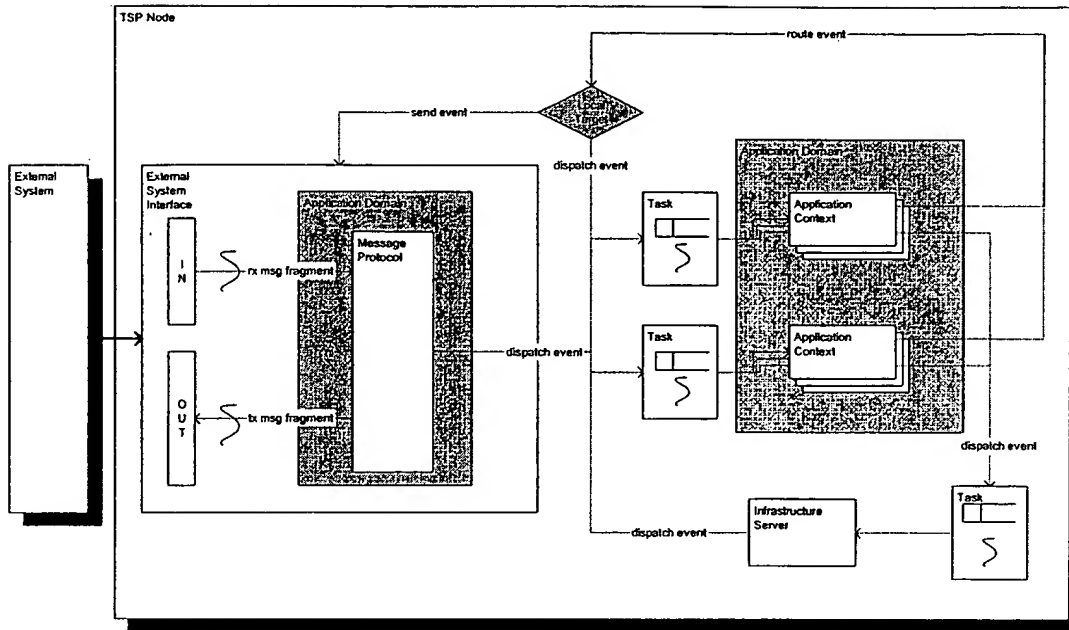 TSP Node
route event
send event
Local
Target
dispatch event
External
System
External
System
Interface
Application Domain
Message
Protocol
I
N
rx msg fragment
O
U
T
tx msg fragment
dispatch event
Task
Application Domain
Application
Context
Task
Application
Context
dispatch event
Infrastructure
Server
Task
dispatch event